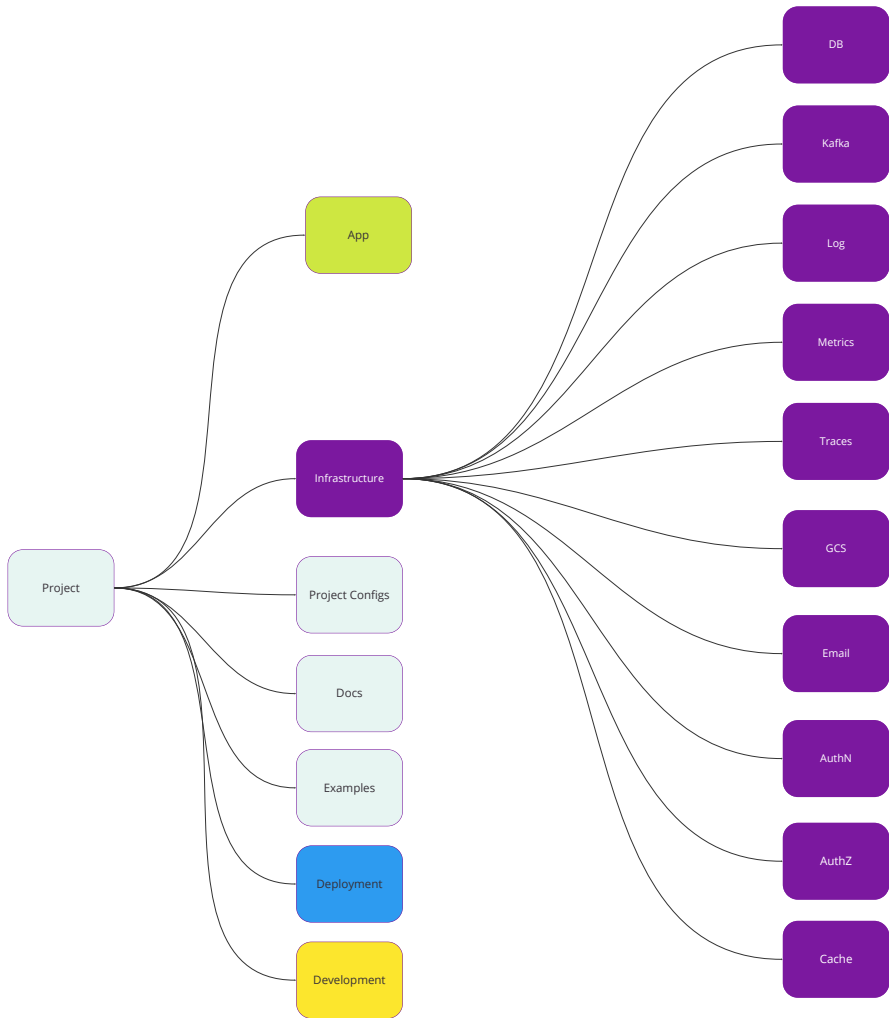 Project
App
Infrastructure
Project Configs
Docs
Examples
Deployment
Development
DB
Kafka
Log
Metrics
Traces
GCS
Email
AuthN
AuthZ
Cache